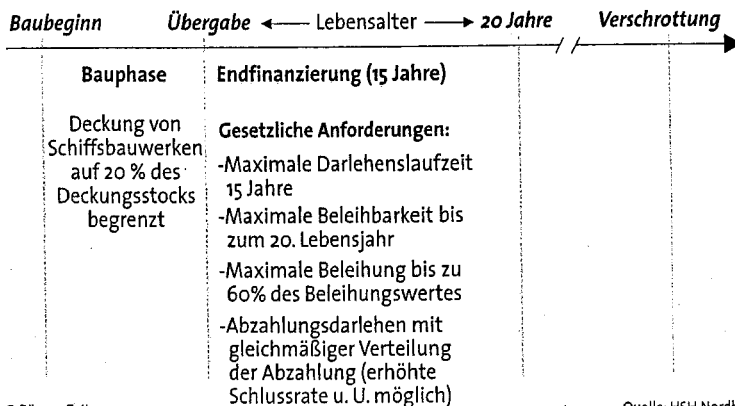 Baubeginn Übergabe Lebensalter 20 Jahre Verschrottung
Bauphase
Deckung von
Schiffsbauwerken
auf 20 % des
Deckungsstocks
begrenzt
Endfinanzierung (15 Jahre)
Gesetzliche Anforderungen:
-Maximale Darlehenslaufzeit
15 Jahre
-Maximale Beleihbarkeit bis
zum 20. Lebensjahr
-Maximale Beleihung bis zu
60% des Beleihungswertes
-Abzahlungsdarlehen mit
gleichmäßiger Verteilung
der Abzahlung (erhöhte
Schlussrate u. U. möglich)
Quelle: HSH